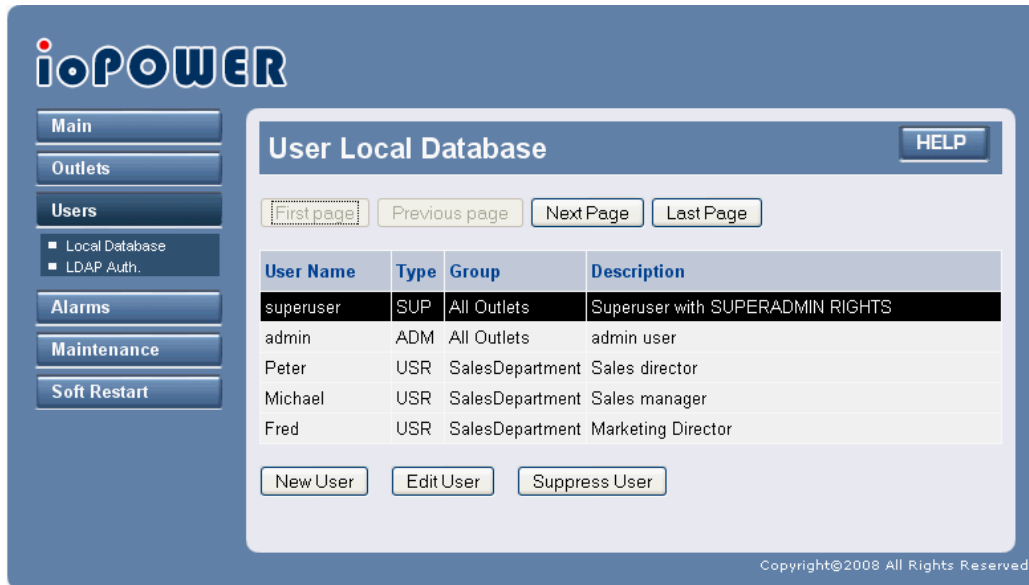 ioPOWER
Main
Outlets
Users
Local Database
LDAP Auth.
Alarms
Maintenance
Soft Restart
User Local Database
HELP
First page Previous page Next Page Last Page
User Name Type Group Description
superuser SUP All Outlets Superuser with SUPERADMIN RIGHTS
admin ADM All Outlets admin user
Peter USR SalesDepartment Sales director
Michael USR SalesDepartment Sales manager
Fred USR SalesDepartment Marketing Director
New User Edit User Suppress User
Copyright©2008 All Rights Reserved